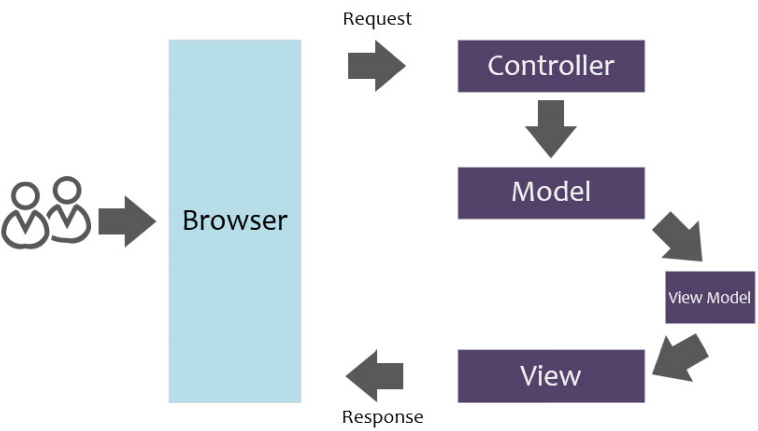 Request
Controller
Model
Browser
View Model
View
Response